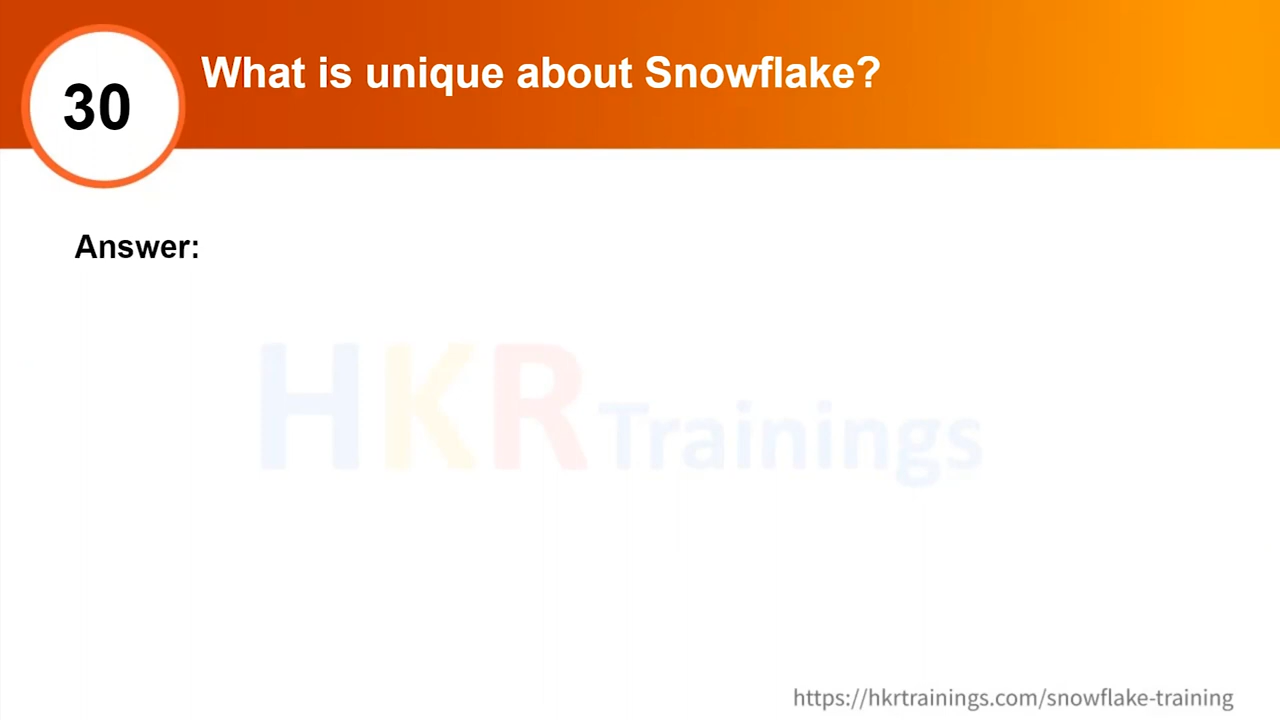 30
What is unique about Snowflake?
Answer:
HKR Trainings
https://hkrtrainings.com/snowflake-training